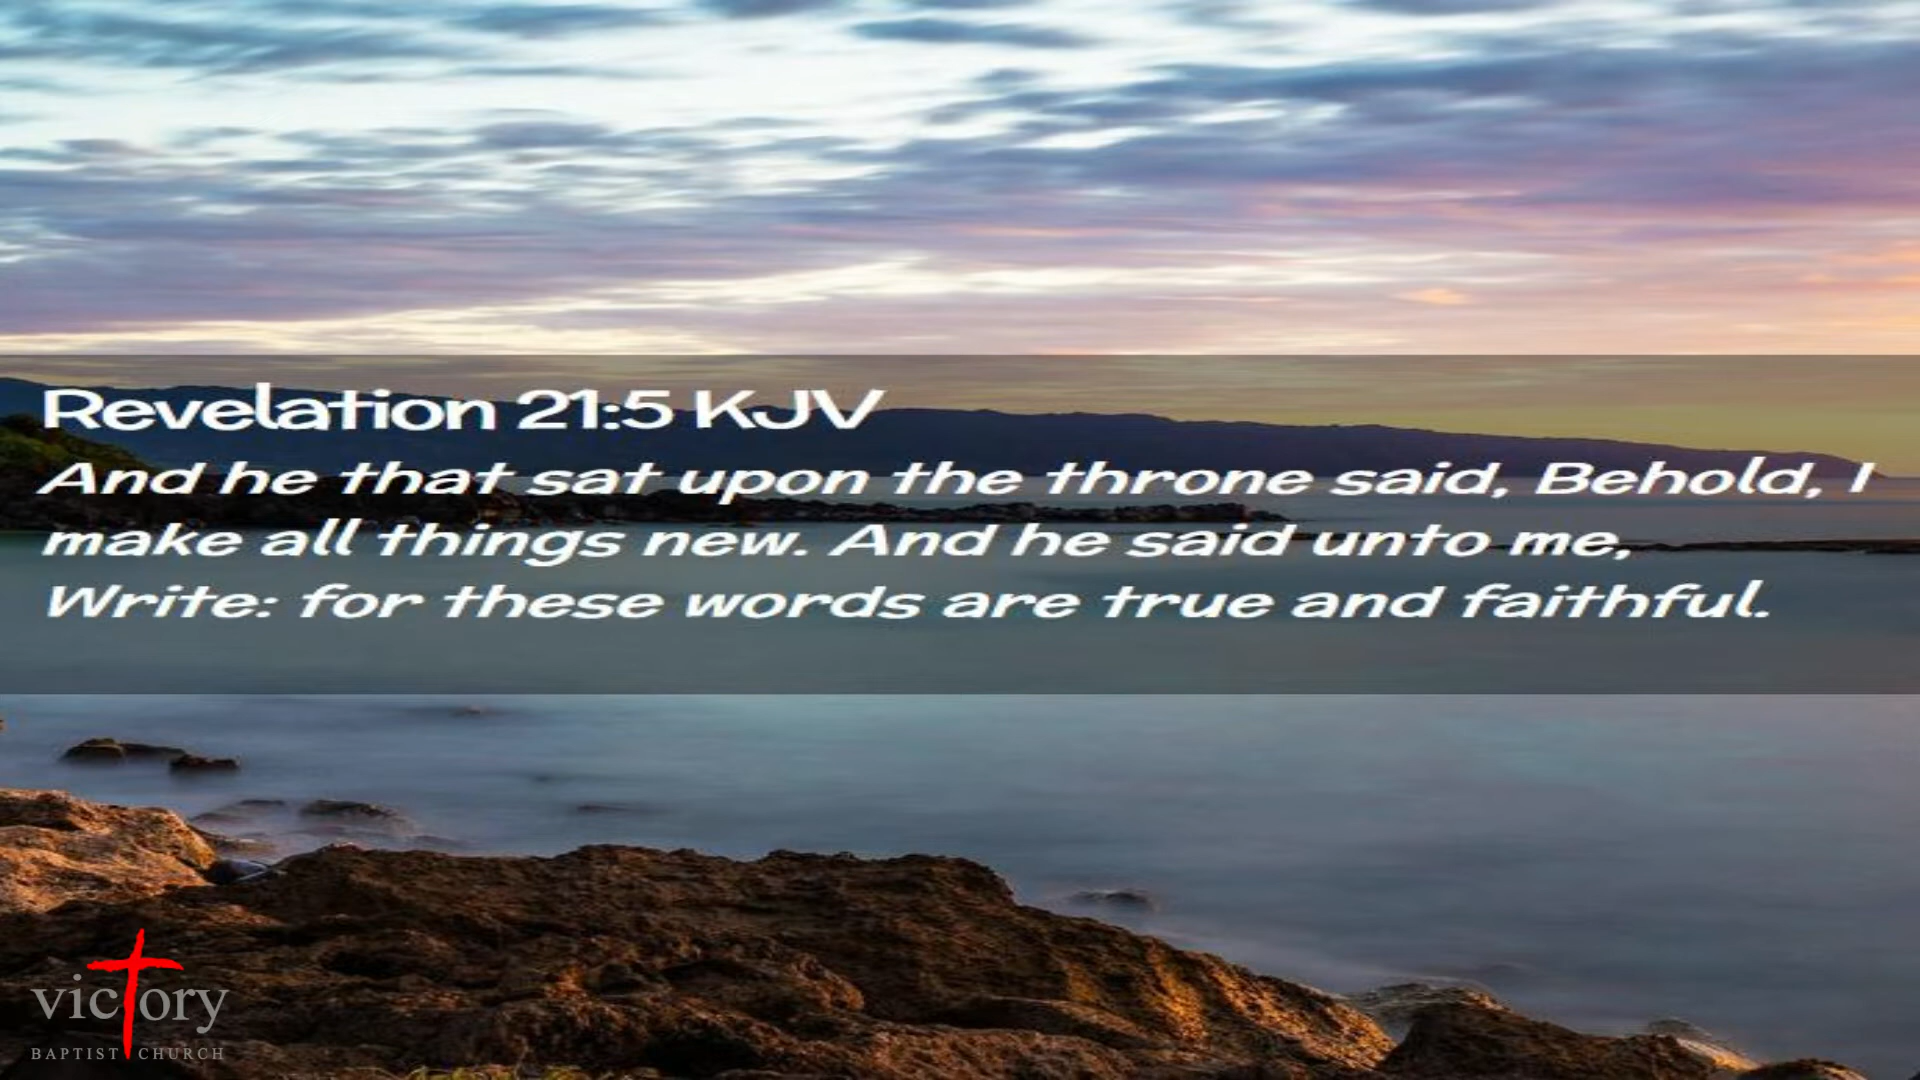 Revelation 21:5 KJV
And he that sat upon the throne said, Behold, I
make all things new. And he said unto me,
Write: for these words are true and faithful.
victory
BAPTIST CHURCH